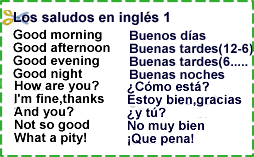 Los saludos en inglés 1
Good morning Buenos días
Good afternoon Buenas tardes(12-6)
Good evening Buenas tardes(6.....
Good night Buenas noches
How are you? ¿Cómo está?
I'm fine,thanks Estoy bien,gracias
And you? ¿y tú?
Not so good No muy bien
What a pity! ¡Que pena!